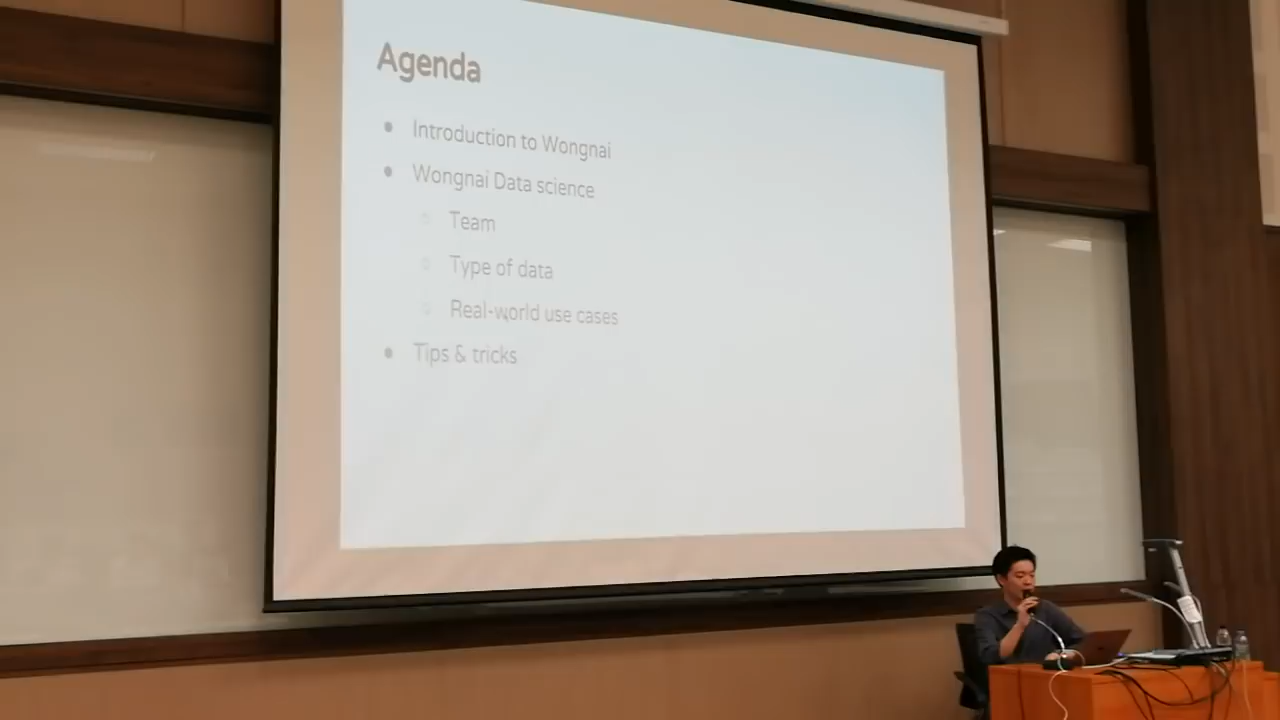 Agenda
Introduction to Wongnai
Wongnai Data science
Team
Type of data
Real-world use cases
Tips & tricks